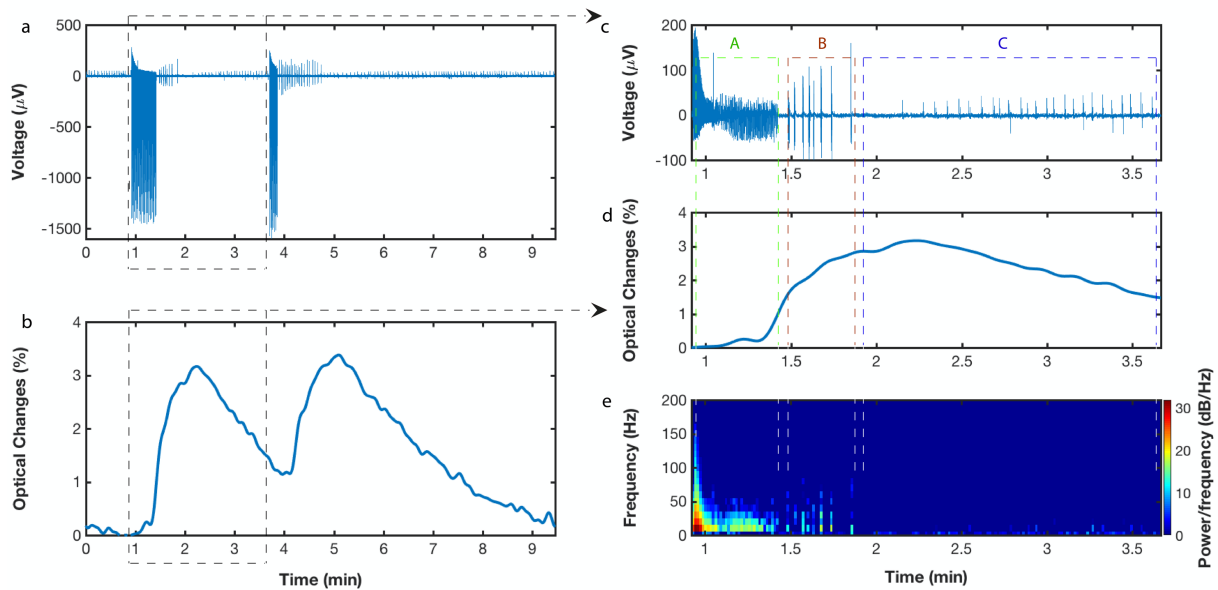 a
Voltage (μV)
500
0
-500
-1000
-1500
0 1 2 3 4 5 6 7 8 9
b
Optical Changes (%)
4
3
2
1
0
0 1 2 3 4 5 6 7 8 9
Time (min)
c
Voltage (μV)
200
100
0
-100
A B C
1 1.5 2 2.5 3 3.5
d
Optical Changes (%)
4
3
2
1
0
1 1.5 2 2.5 3 3.5
e
Frequency (Hz)
200
150
100
50
0
1 1.5 2 2.5 3 3.5
Time (min)
30
20
10
0
Power/frequency (dB/Hz)